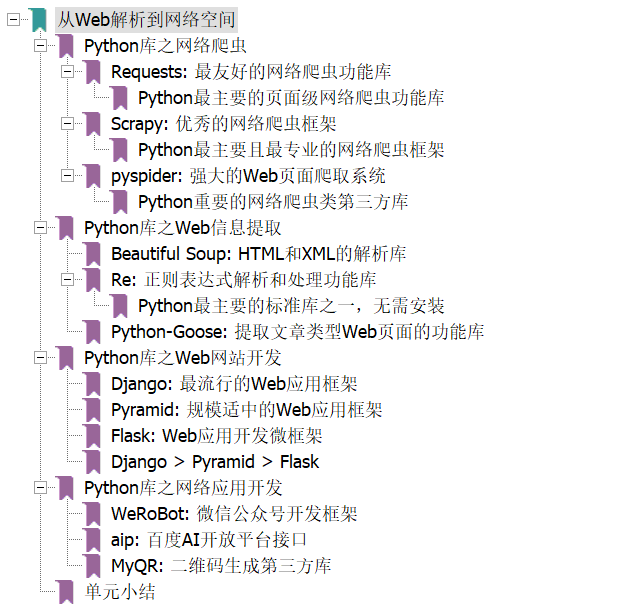 从Web解析到网络空间
Python库之网络爬虫
Requests: 最友好的网络爬虫功能库
Python最主要的页面级网络爬虫功能库
Scrapy: 优秀的网络爬虫框架
Python最主要且最专业的网络爬虫框架
pyspider: 强大的Web页面爬取系统
Python重要的网络爬虫类第三方库
Python库之Web信息提取
Beautiful Soup: HTML和XML的解析库
Re: 正则表达式解析和处理功能库
Python最主要的标准库之一，无需安装
Python-Goose: 提取文章类型Web页面的功能库
Python库之Web网站开发
Django: 最流行的Web应用框架
Pyramid: 规模适中的Web应用框架
Flask: Web应用开发微框架
Django > Pyramid > Flask
Python库之网络应用开发
WeRoBot: 微信公众号开发框架
aip: 百度AI开放平台接口
MyQR: 二维码生成第三方库
单元小结